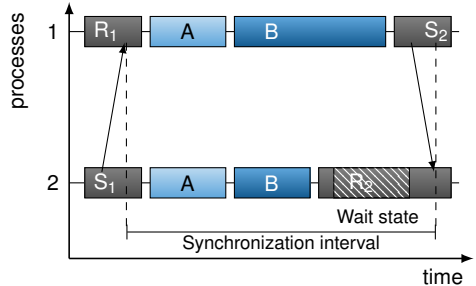 processes
1 R1 A B S2
2 S1 A B R2
Wait state
Synchronization interval
time